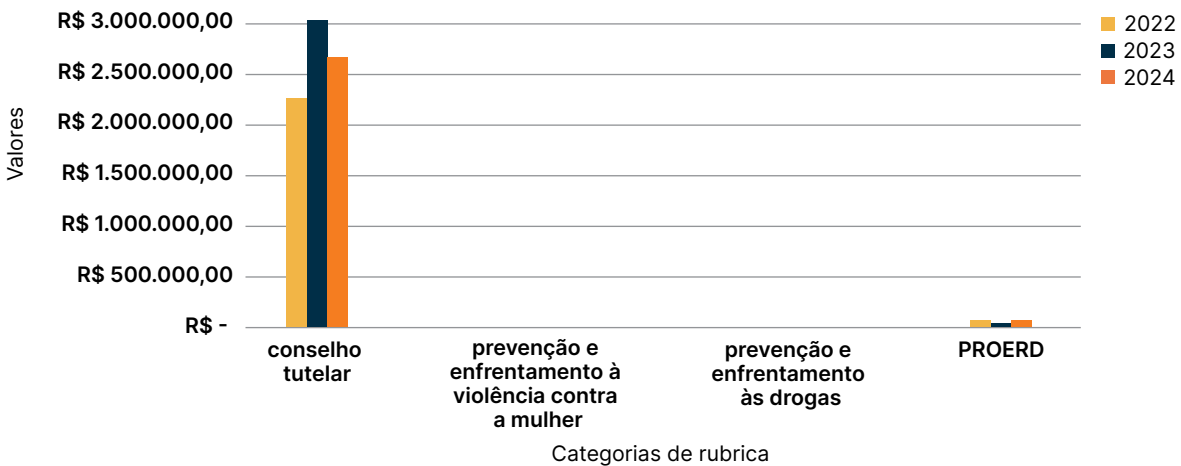 R$ 3.000.000,00
R$ 2.500.000,00
R$ 2.000.000,00
R$ 1.500.000,00
R$ 1.000.000,00
R$ 500.000,00
R$ -
Valores
2022
2023
2024
conselho
tutelar
prevenção e
enfrentamento à
violência contra
a mulher
prevenção e
enfrentamento
às drogas
PROERD
Categorias de rubrica